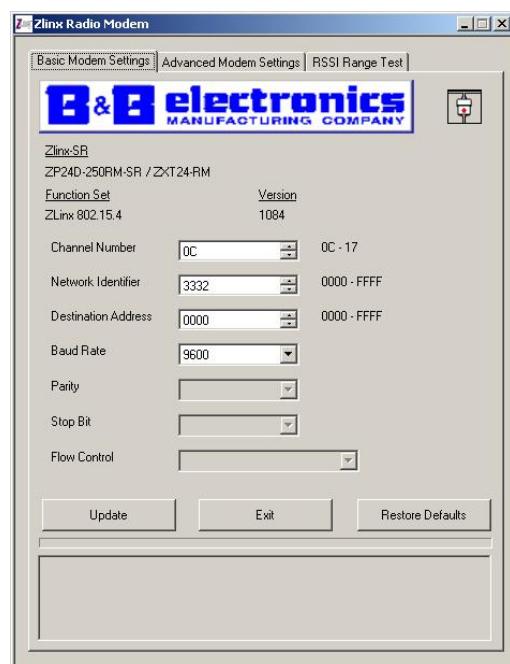 Zlinx Radio Modem
Basic Modem Settings Advanced Modem Settings RSSI Range Test
B&B electronics
MANUFACTURING COMPANY
Zlinx-SR
ZP24D-250RM-SR / ZXT24-RM
Function Set Version
ZLinx 802.15.4 1084
Channel Number 0C 0C - 17
Network Identifier 3332 0000 - FFFF
Destination Address 0000 0000 - FFFF
Baud Rate 9600
Parity
Stop Bit
Flow Control
Update Exit Restore Defaults